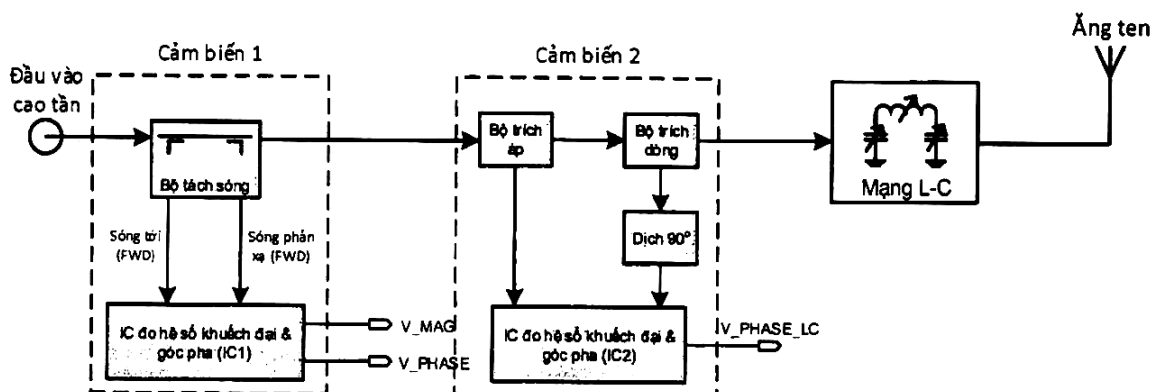 Ăng ten
Cảm biến 1
Cảm biến 2
Đầu vào
cao tần
Bộ tách sóng
Bộ trích
áp
Bộ trích
dòng
Mạng L-C
Sóng tới
(FWD)
Sóng phản
xạ (FWD)
Dịch 90°
IC đo hệ số khuếch đại &
góc pha (IC1)
V_MAG
V_PHASE
IC đo hệ số khuếch đại &
góc pha (IC2)
V_PHASE_LC